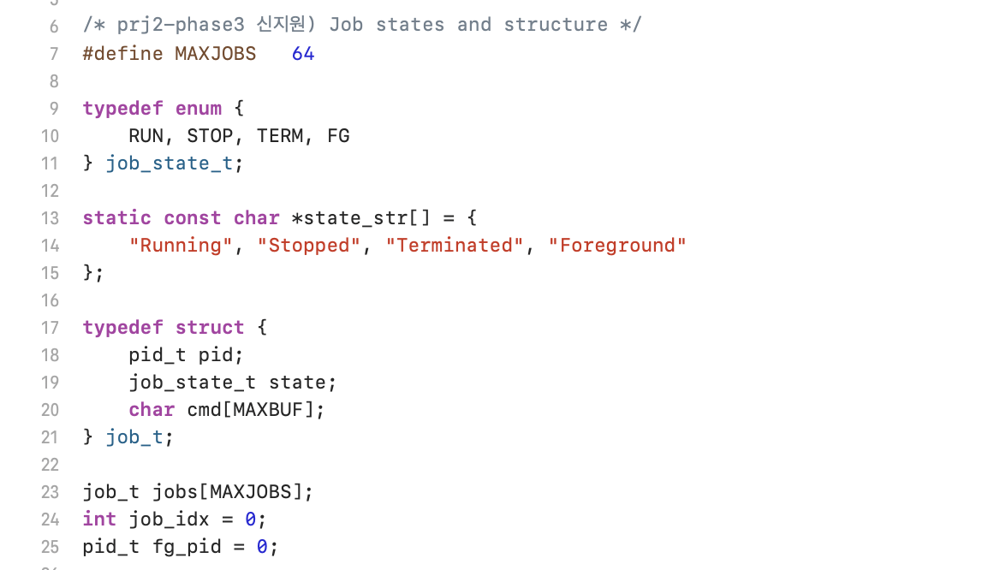 6 /* prj2-phase3 신지원) Job states and structure */
7 #define MAXJOBS   64
8
9 typedef enum {
10     RUN, STOP, TERM, FG
11 } job_state_t;
12
13 static const char *state_str[] = {
14     "Running", "Stopped", "Terminated", "Foreground"
15 };
16
17 typedef struct {
18     pid_t pid;
19     job_state_t state;
20     char cmd[MAXBUF];
21 } job_t;
22
23 job_t jobs[MAXJOBS];
24 int job_idx = 0;
25 pid_t fg_pid = 0;